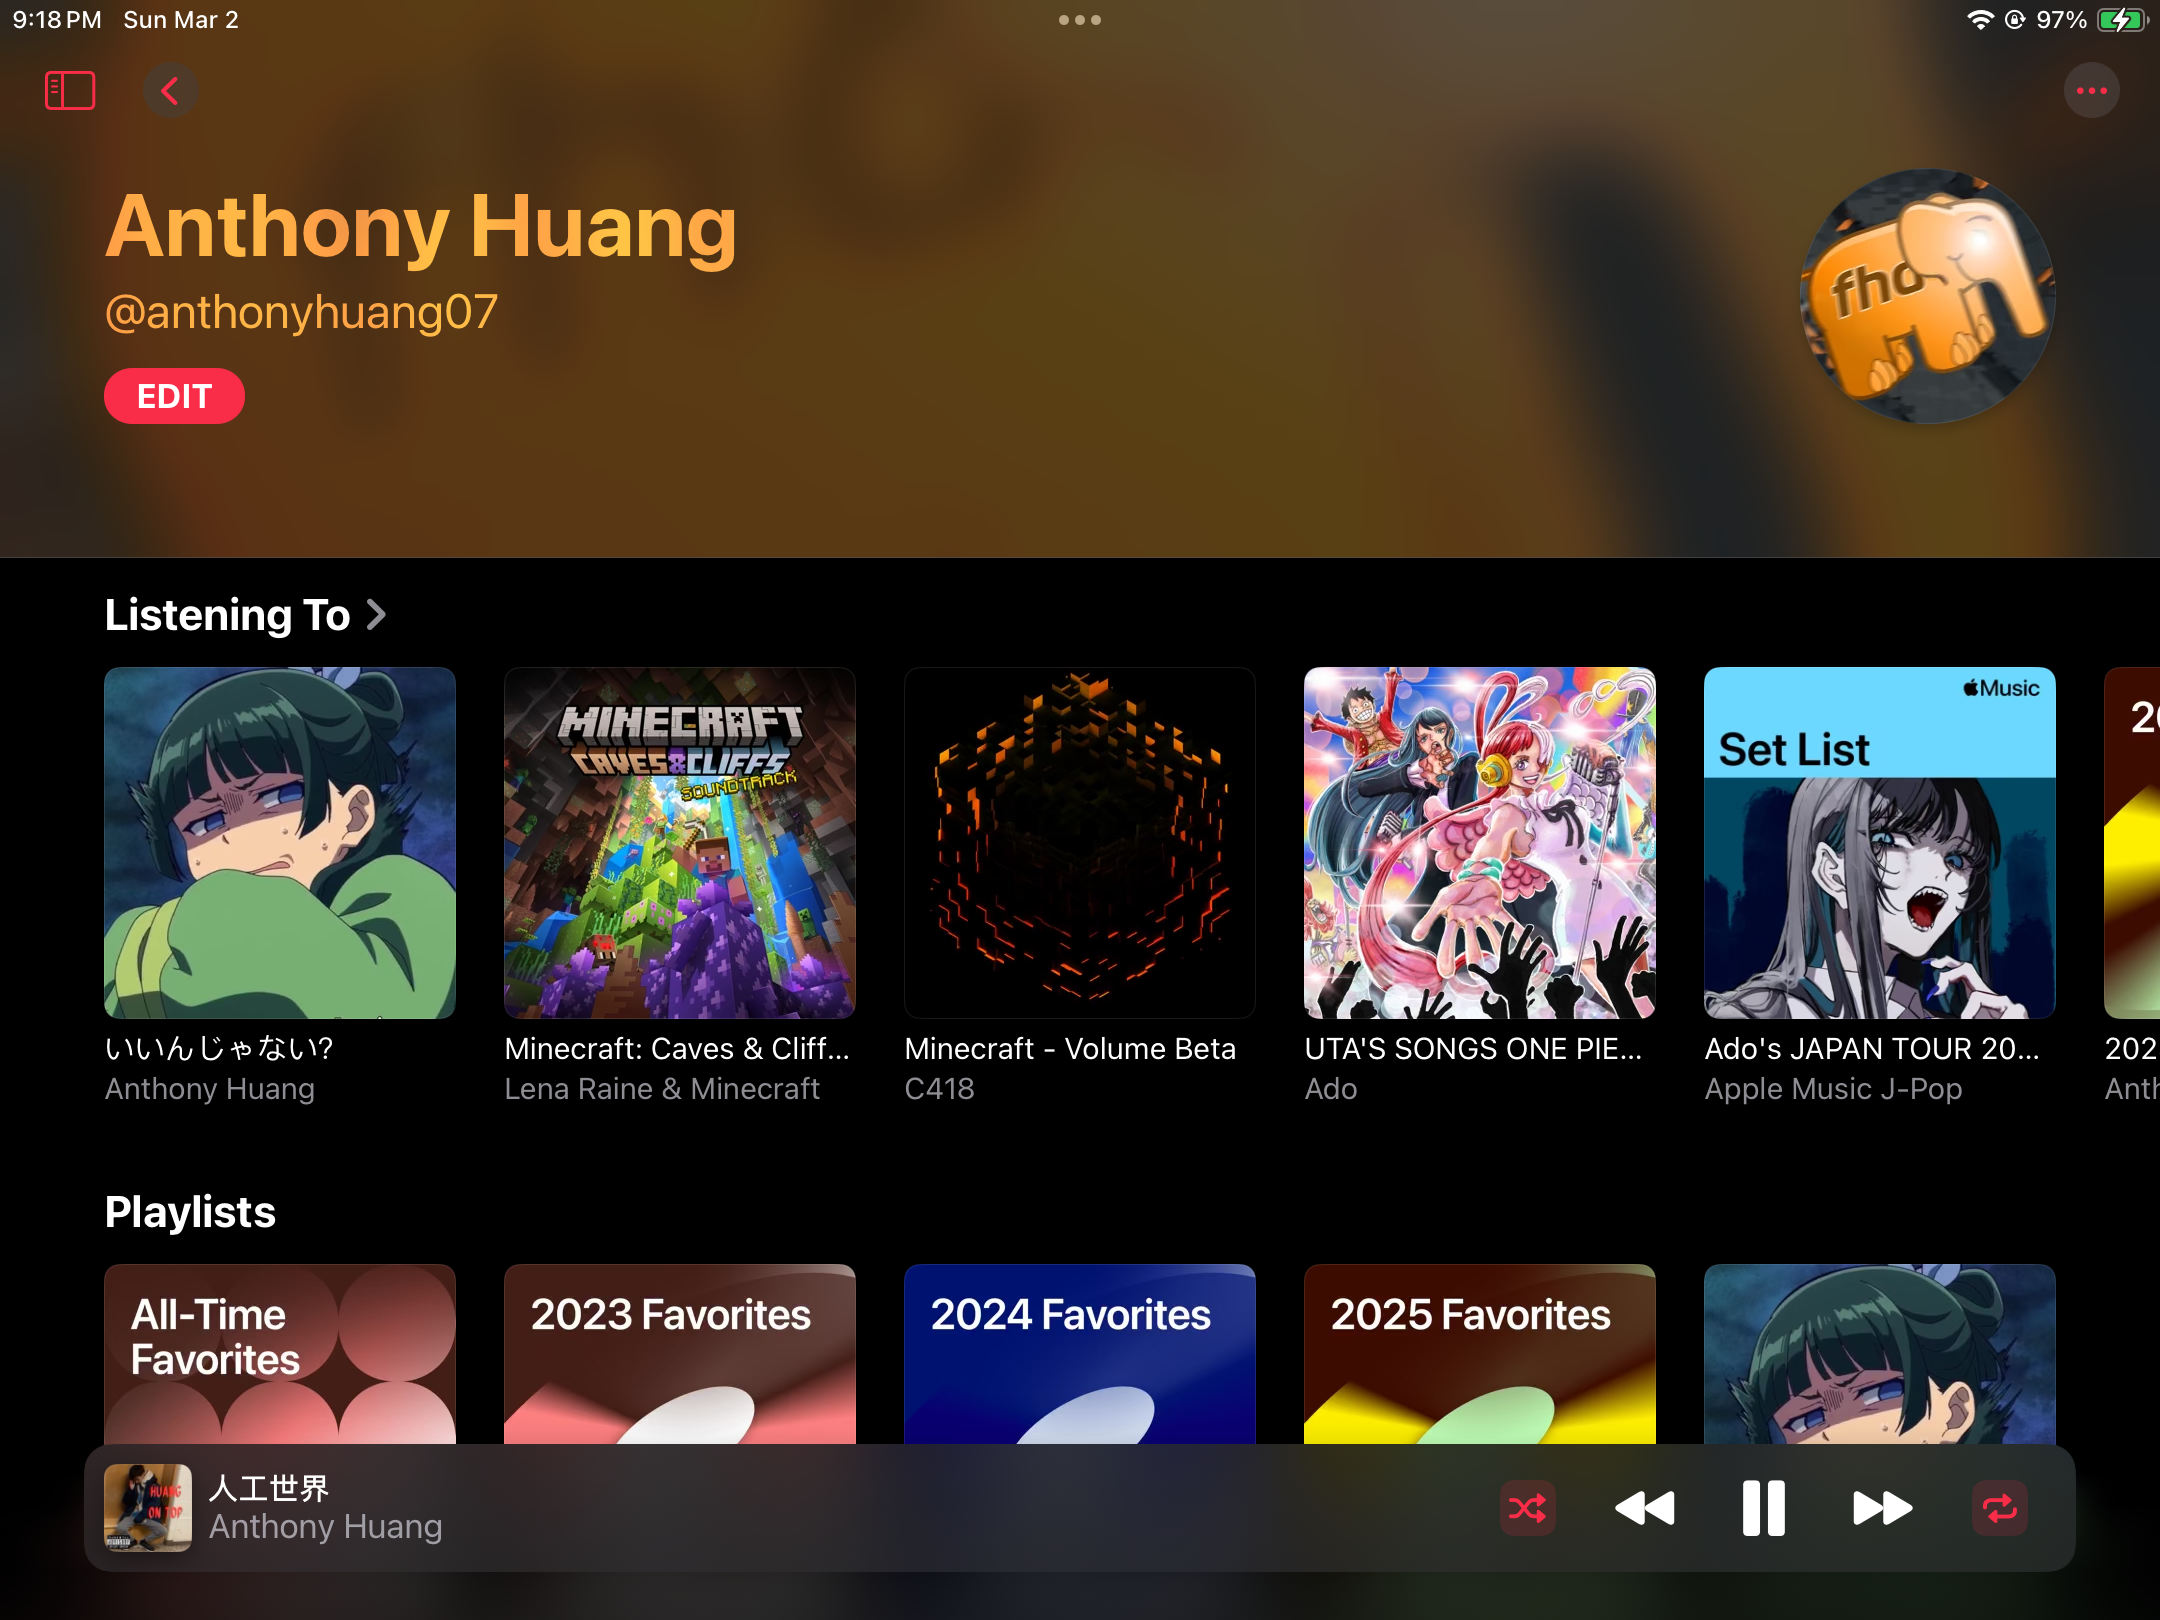 9:18 PM Sun Mar 2
97%
Anthony Huang
@anthonyhuang07
EDIT
fhd
Listening To
MINECRAFT
CAVES & CLIFFS
SOUNDTRACK
Music
Set List
20
いいんじゃない?
Anthony Huang
Minecraft: Caves & Cliff...
Lena Raine & Minecraft
Minecraft - Volume Beta
C418
UTA'S SONGS ONE PIE...
Ado
Ado's JAPAN TOUR 20...
Apple Music J-Pop
202
Anth
Playlists
All-Time
Favorites
2023 Favorites
2024 Favorites
2025 Favorites
HUANG
ON TOP
人工世界
Anthony Huang